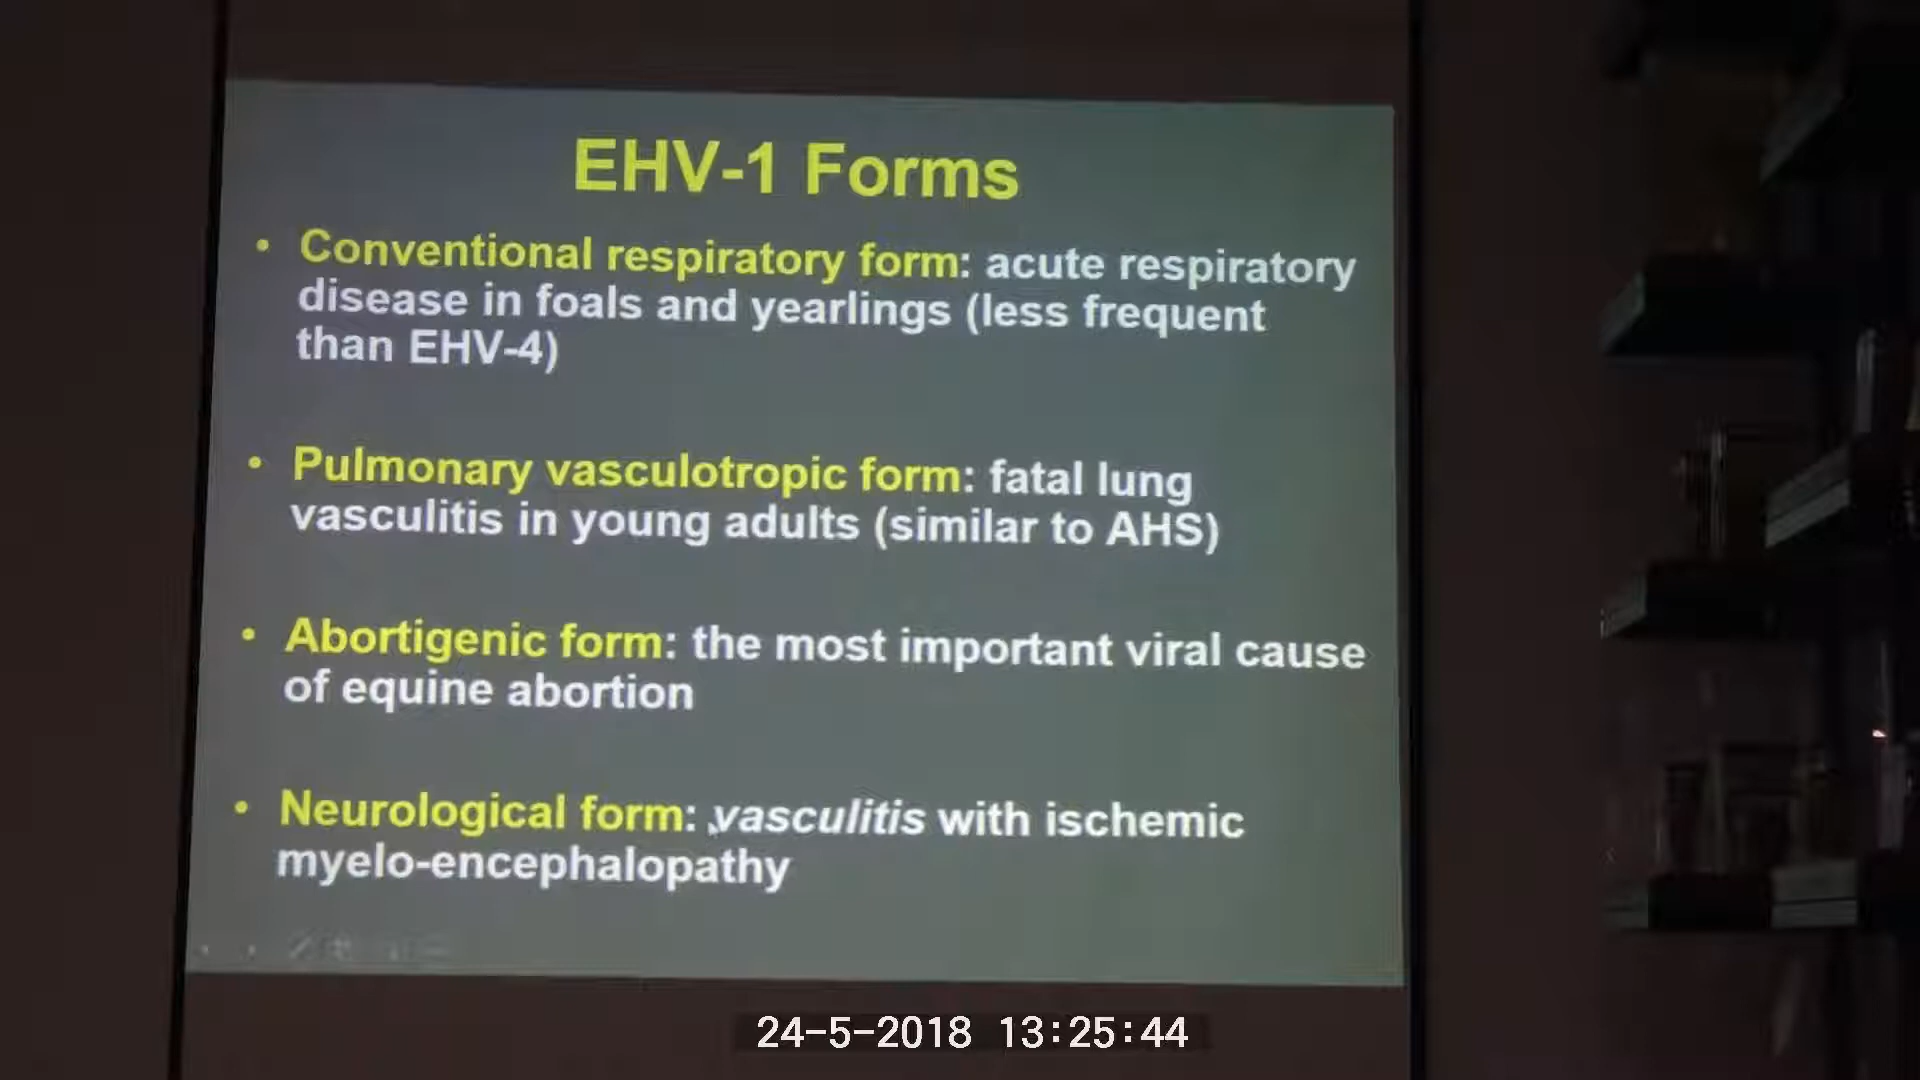 EHV-1 Forms
• Conventional respiratory form: acute respiratory
disease in foals and yearlings (less frequent
than EHV-4)
• Pulmonary vasculotropic form: fatal lung
vasculitis in young adults (similar to AHS)
• Abortigenic form: the most important viral cause
of equine abortion
• Neurological form: vasculitis with ischemic
myelo-encephalopathy
24-5-2018 13:25:44